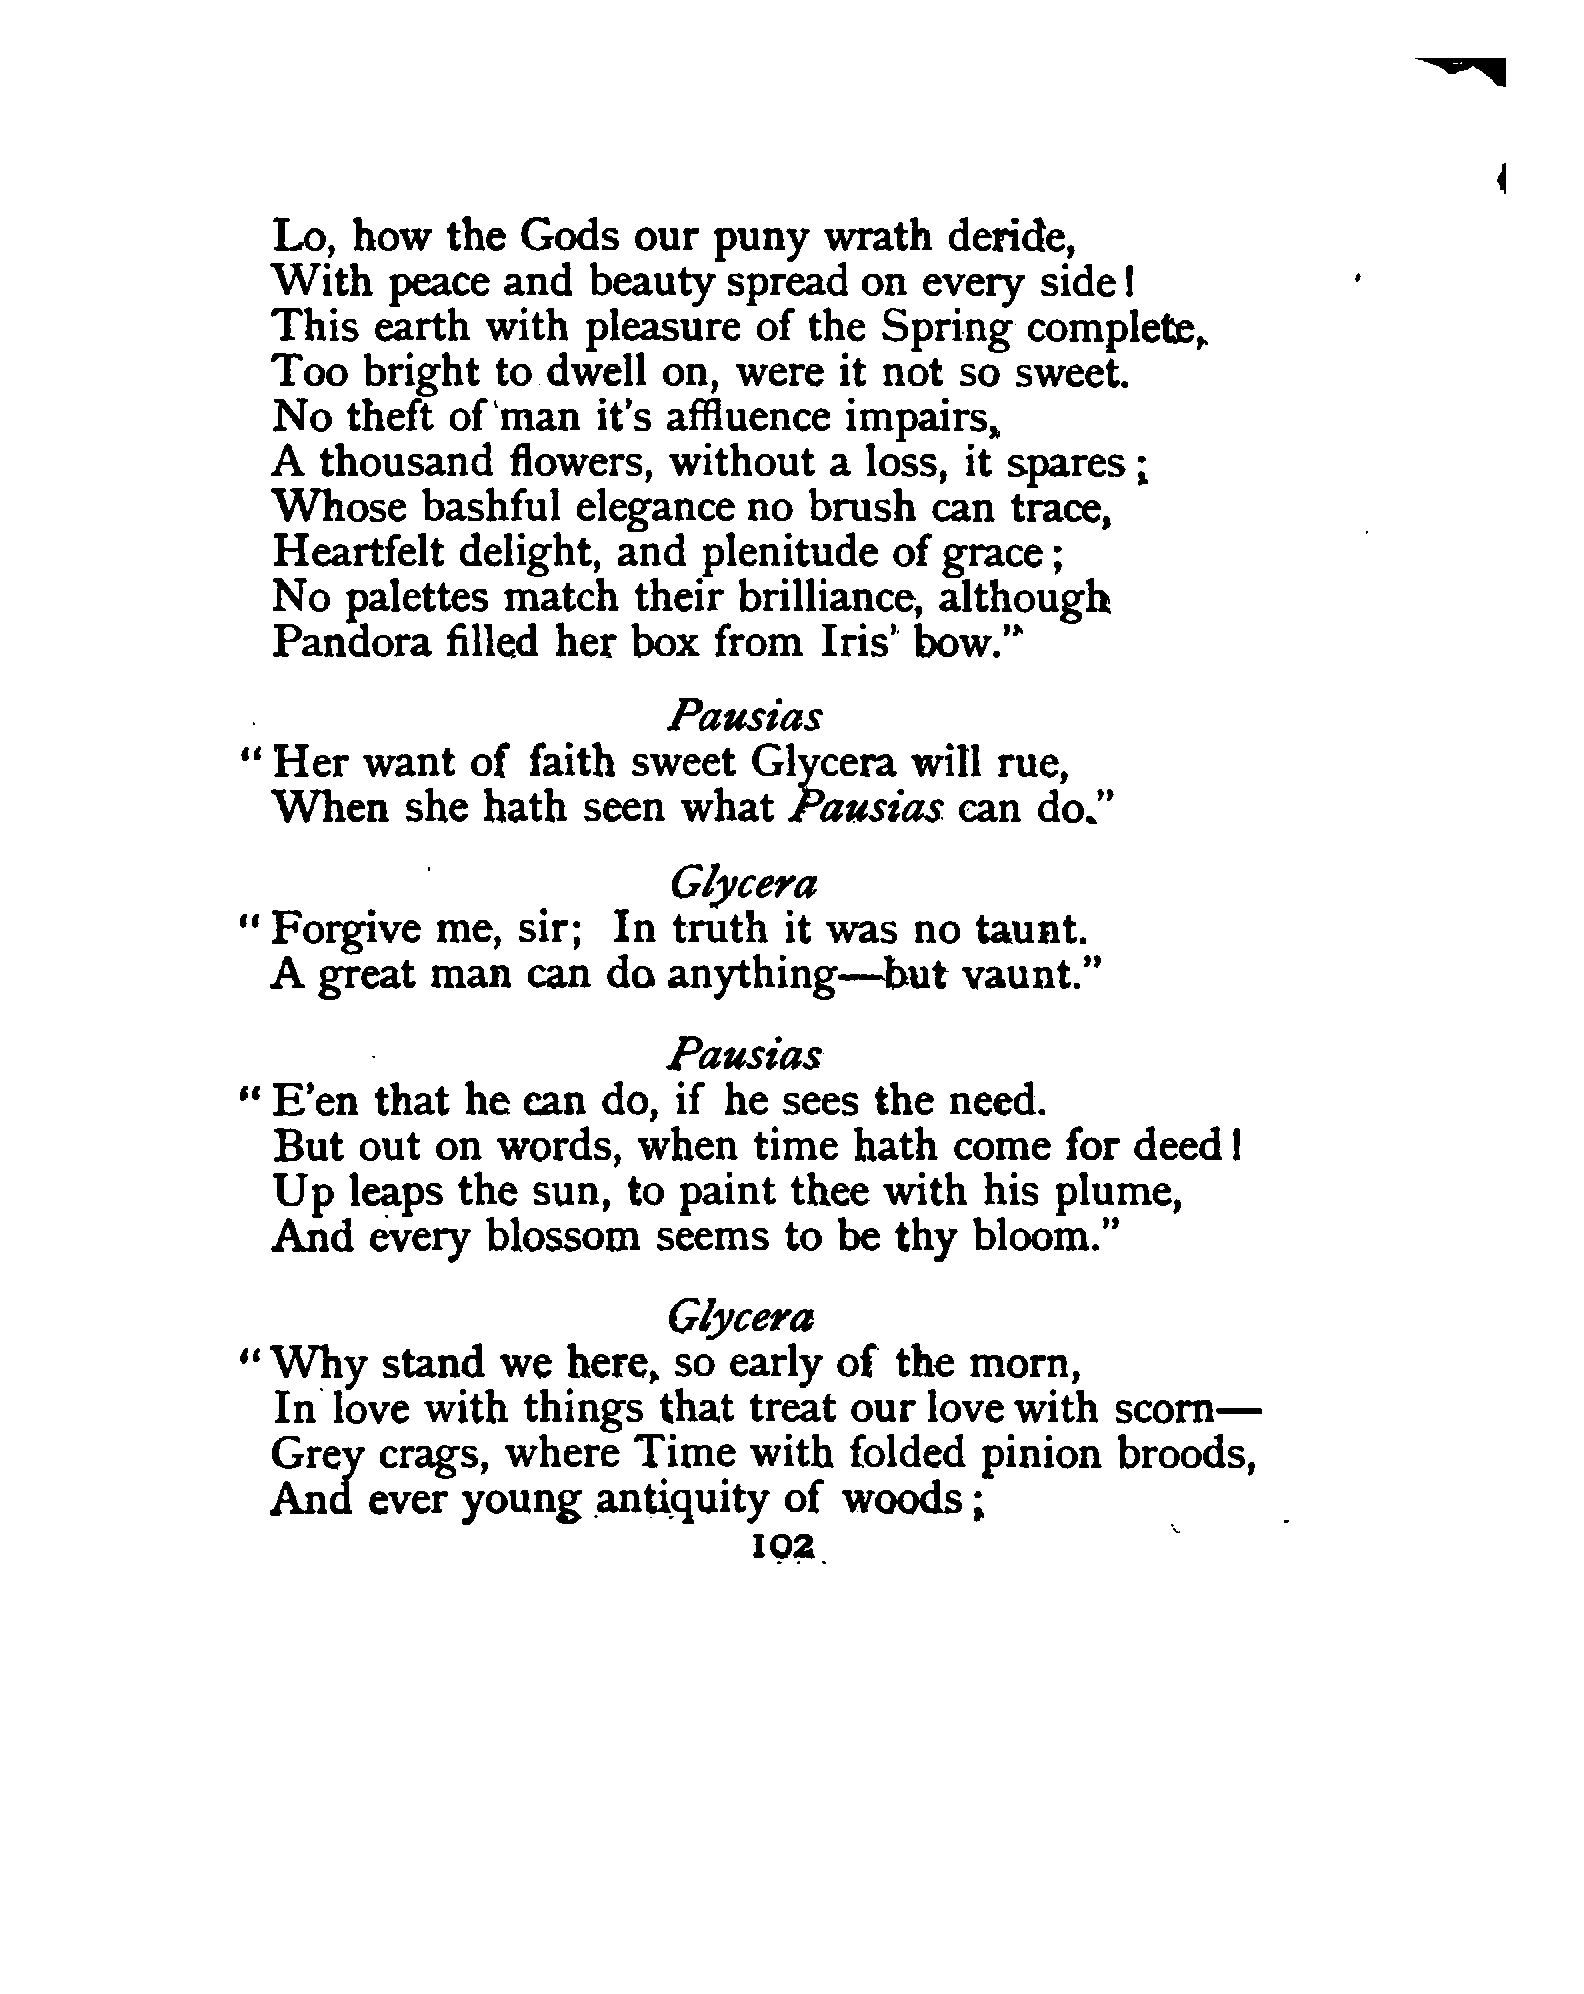 Lo, how the Gods our puny wrath deride,
With peace and beauty spread on every side!
This earth with pleasure of the Spring complete,
Too bright to dwell on, were it not so sweet.
No theft of man it's affluence impairs,
A thousand flowers, without a loss, it spares;
Whose bashful elegance no brush can trace,
Heartfelt delight, and plenitude of grace;
No palettes match their brilliance, although
Pandora filled her box from Iris' bow."
Pausias
"Her want of faith sweet Glycera will rue,
When she hath seen what Pausias can do."
Glycera
"Forgive me, sir; In truth it was no taunt.
A great man can do anything—but vaunt."
Pausias
"E'en that he can do, if he sees the need.
But out on words, when time hath come for deed!
Up leaps the sun, to paint thee with his plume,
And every blossom seems to be thy bloom."
Glycera
"Why stand we here, so early of the morn,
In love with things that treat our love with scorn—
Grey crags, where Time with folded pinion broods,
And ever young antiquity of woods;
102